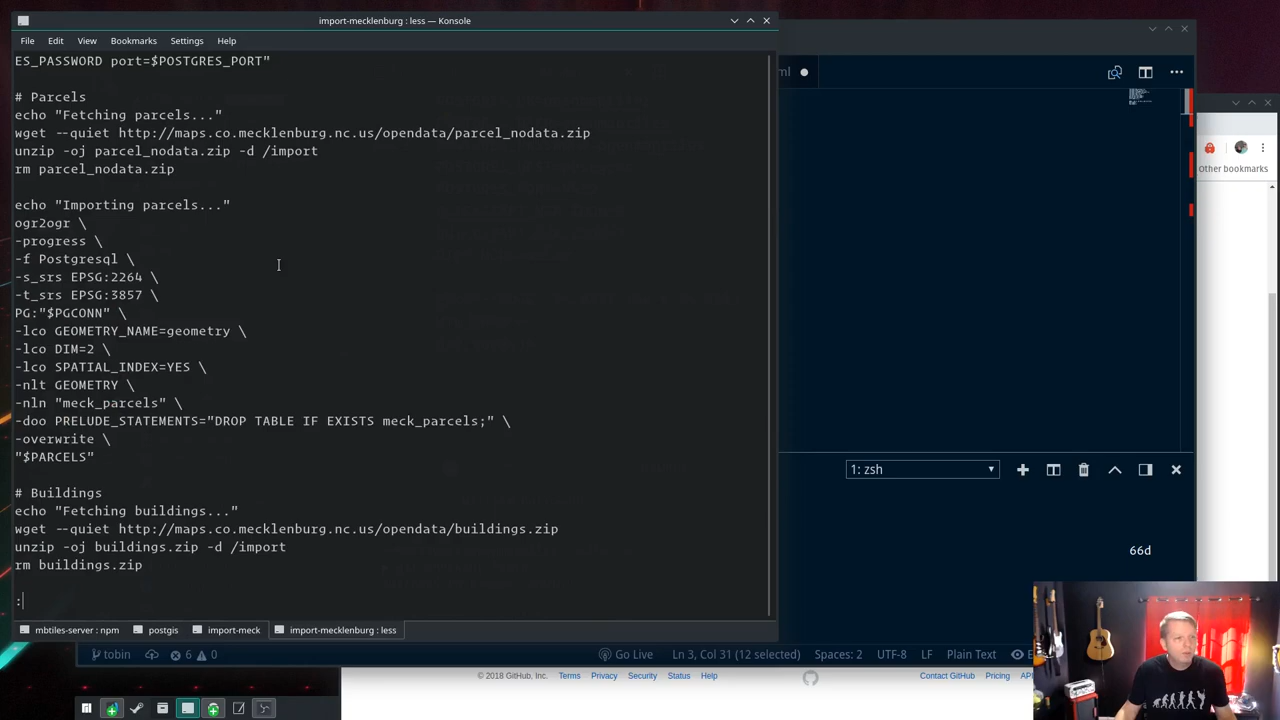 import-mecklenburg : less — Konsole
File Edit View Bookmarks Settings Help
ES_PASSWORD port=$POSTGRES_PORT"
# Parcels
echo "Fetching parcels..."
wget --quiet http://maps.co.mecklenburg.nc.us/opendata/parcel_nodata.zip
unzip -oj parcel_nodata.zip -d /import
rm parcel_nodata.zip
echo "Importing parcels..."
ogr2ogr \
-progress \
-f Postgresql \
-s_srs EPSG:2264 \
-t_srs EPSG:3857 \
PG:"$PGCONN" \
-lco GEOMETRY_NAME=geometry \
-lco DIM=2 \
-lco SPATIAL_INDEX=YES \
-nlt GEOMETRY \
-nln "meck_parcels" \
-doo PRELUDE_STATEMENTS="DROP TABLE IF EXISTS meck_parcels;" \
-overwrite \
"$PARCELS"
# Buildings
echo "Fetching buildings..."
wget --quiet http://maps.co.mecklenburg.nc.us/opendata/buildings.zip
unzip -oj buildings.zip -d /import
rm buildings.zip
:
mbtiles-server : npm
postgis
import-meck
import-mecklenburg : less
ml
Other bookmarks
1: zsh
66d
tobin 6 0
Go Live Ln 3, Col 31 (12 selected) Spaces: 2 UTF-8 LF Plain Text
© 2018 GitHub, Inc. Terms Privacy Security Status Help
Contact GitHub Pricing API